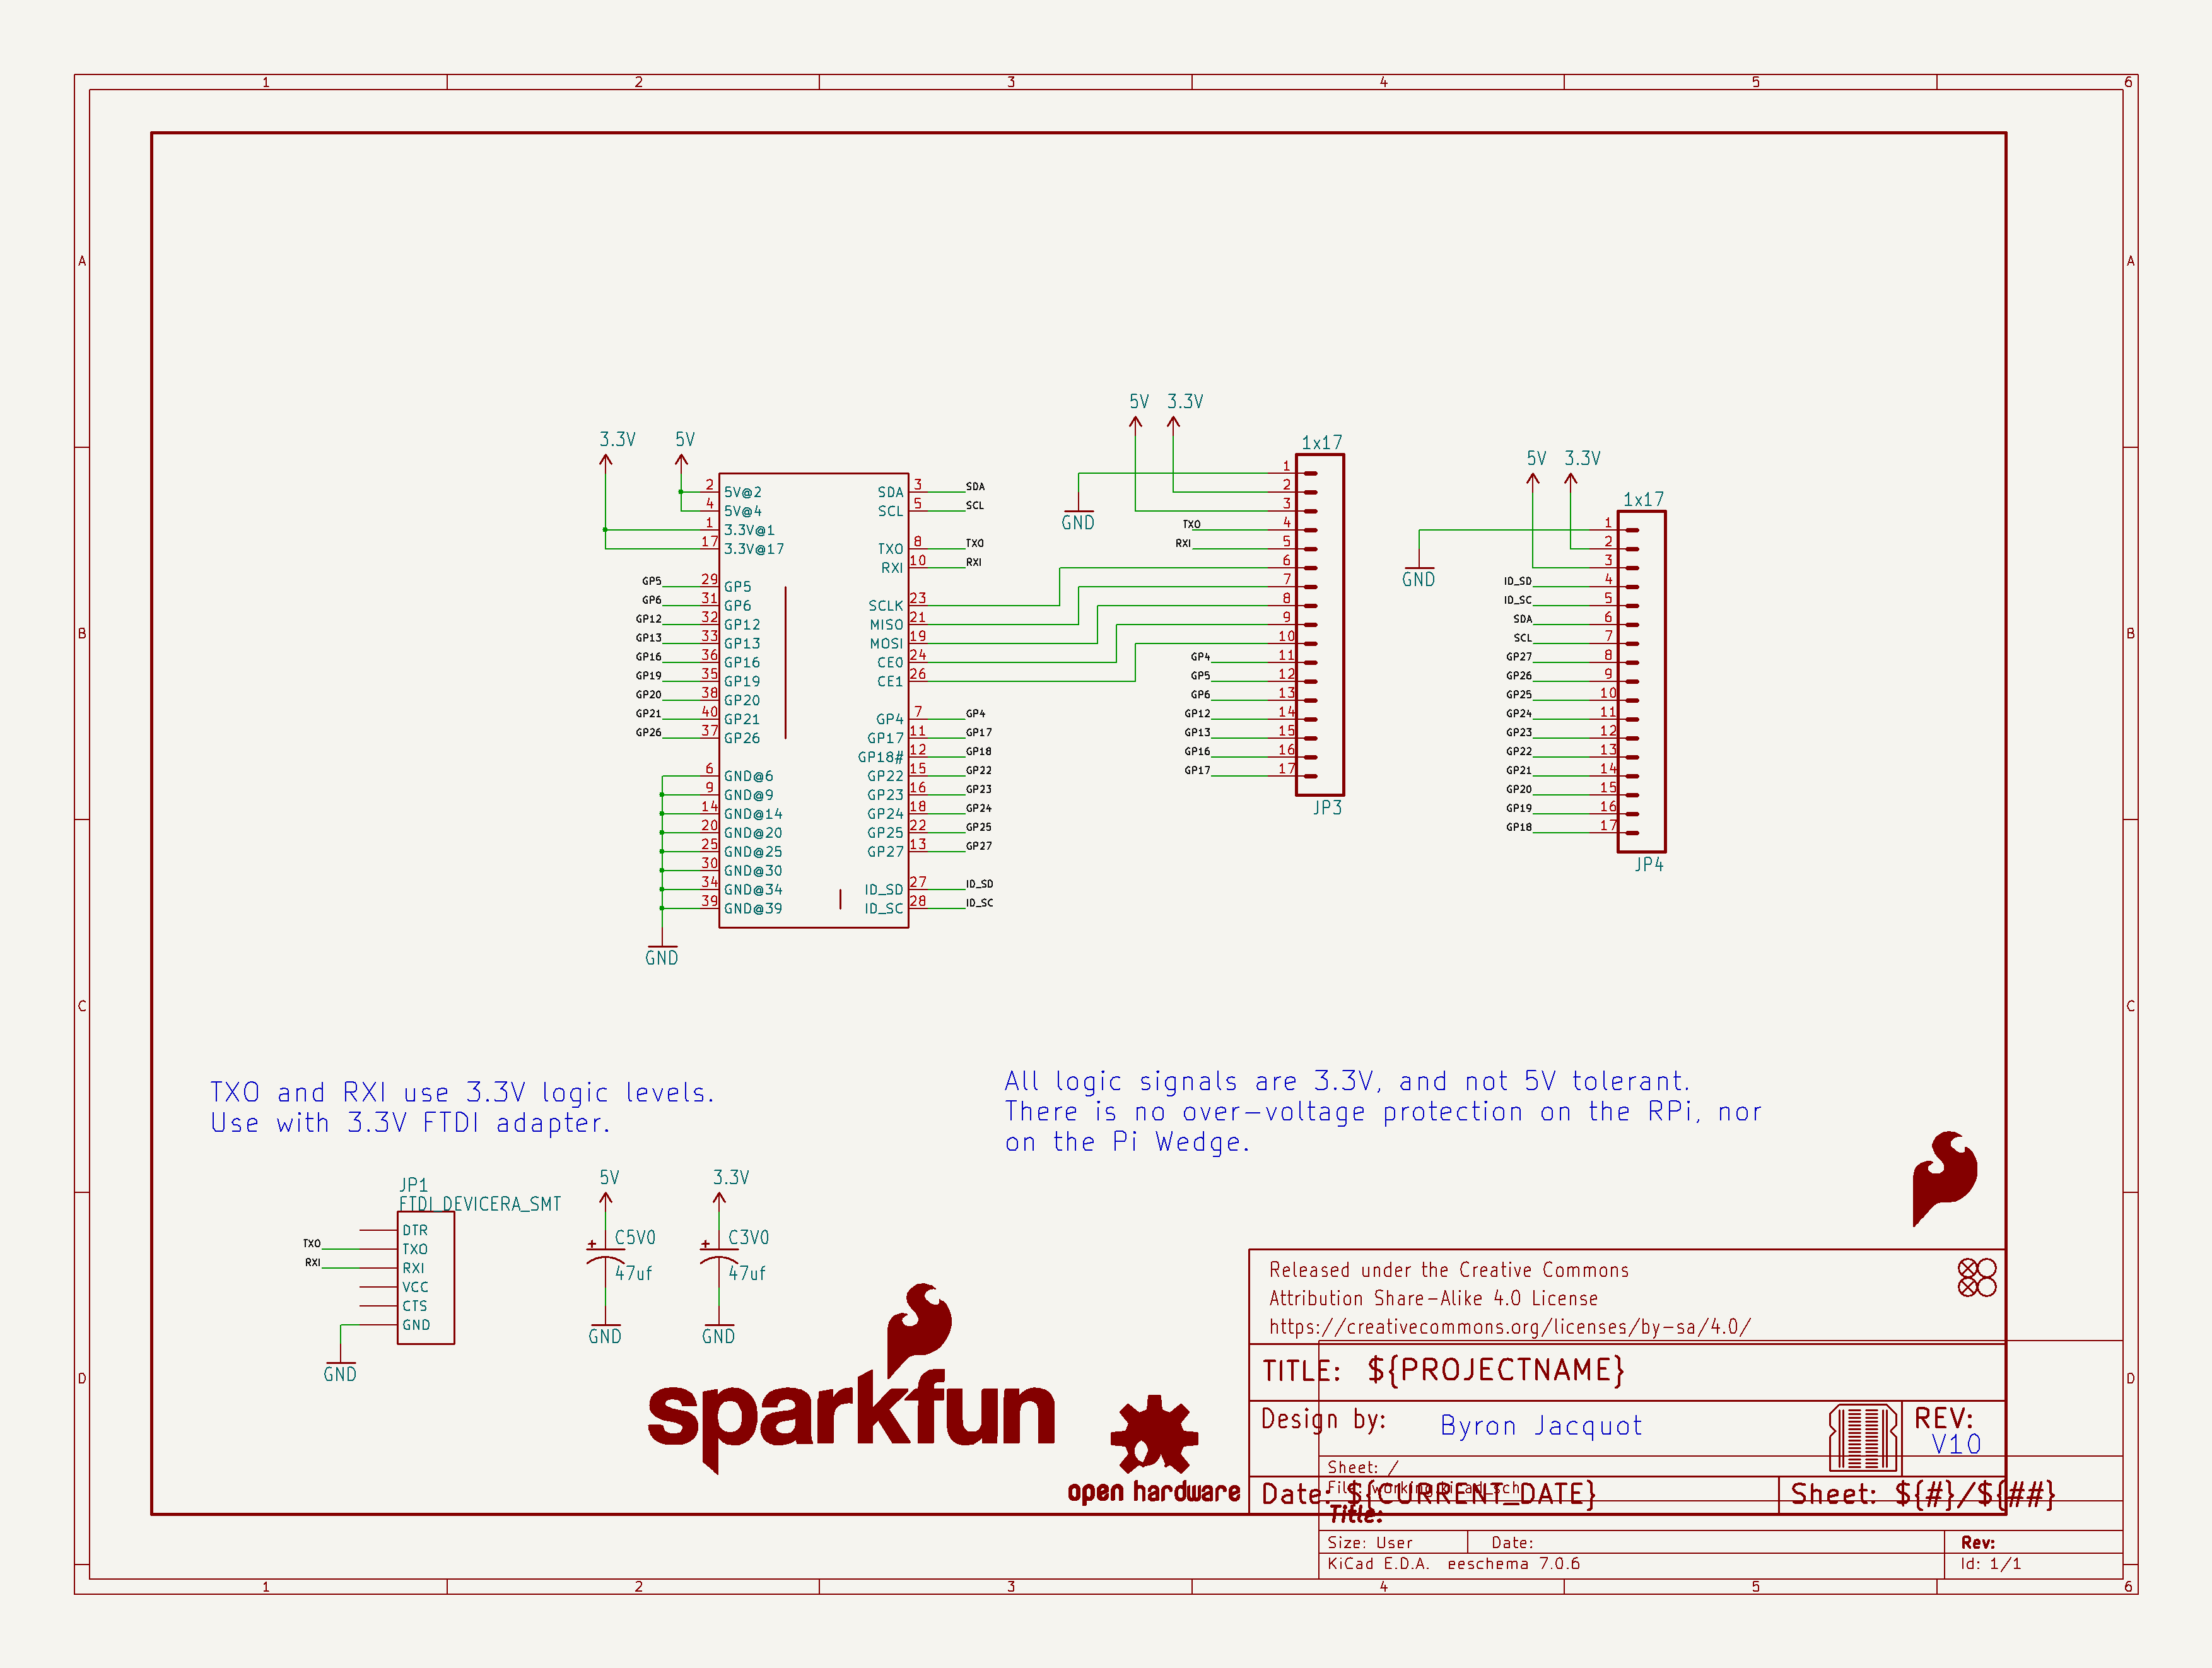 1 2 3 4 5 6
A A
B B
C C
D D
3.3V 5V
2 5V@2
4 5V@4
1 3.3V@1
17 3.3V@17
GP5 29 GP5
GP6 31 GP6
GP12 32 GP12
GP13 33 GP13
GP16 36 GP16
GP19 35 GP19
GP20 38 GP20
GP21 40 GP21
GP26 37 GP26
6 GND@6
9 GND@9
14 GND@14
20 GND@20
25 GND@25
30 GND@30
34 GND@34
39 GND@39
GND
SDA 3 SDA
SCL 5 SCL
TXO 8 TXO
RXI 10 RXI
SCLK 23
MISO 21
MOSI 19
CE0 24
CE1 26
GP4 7 GP4
GP17 11 GP17
GP18# 12 GP18
GP22 15 GP22
GP23 16 GP23
GP24 18 GP24
GP25 22 GP25
GP27 13 GP27
ID_SD 27 ID_SD
ID_SC 28 ID_SC
5V 3.3V
1x17
GND
1
2
3
TXO 4
RXI 5
6
7
8
9
10
GP4 11
GP5 12
GP6 13
GP12 14
GP13 15
GP16 16
GP17 17
JP3
5V 3.3V
1x17
GND
1
2
3
ID_SD 4
ID_SC 5
SDA 6
SCL 7
GP27 8
GP26 9
GP25 10
GP24 11
GP23 12
GP22 13
GP21 14
GP20 15
GP19 16
GP18 17
JP4
TXO and RXI use 3.3V logic levels.
Use with 3.3V FTDI adapter.
All logic signals are 3.3V, and not 5V tolerant.
There is no over-voltage protection on the RPi, nor
on the Pi Wedge.
JP1
FTDI_DEVICERA_SMT
DTR
TXO TXO
RXI RXI
VCC
CTS
GND
GND
5V
+ C5V0
47uf
GND
3.3V
+ C3V0
47uf
GND
sparkfun
open hardware
Released under the Creative Commons
Attribution Share-Alike 4.0 License
https://creativecommons.org/licenses/by-sa/4.0/
TITLE: ${PROJECTNAME}
Design by: Byron Jacquot
REV:
V10
Sheet: /
File: working.kicad_sch
Date: ${CURRENT_DATE}
Sheet: ${#}/${##}
Title:
Size: User Date: Rev:
KiCad E.D.A. eeschema 7.0.6 Id: 1/1
1 2 3 4 5 6